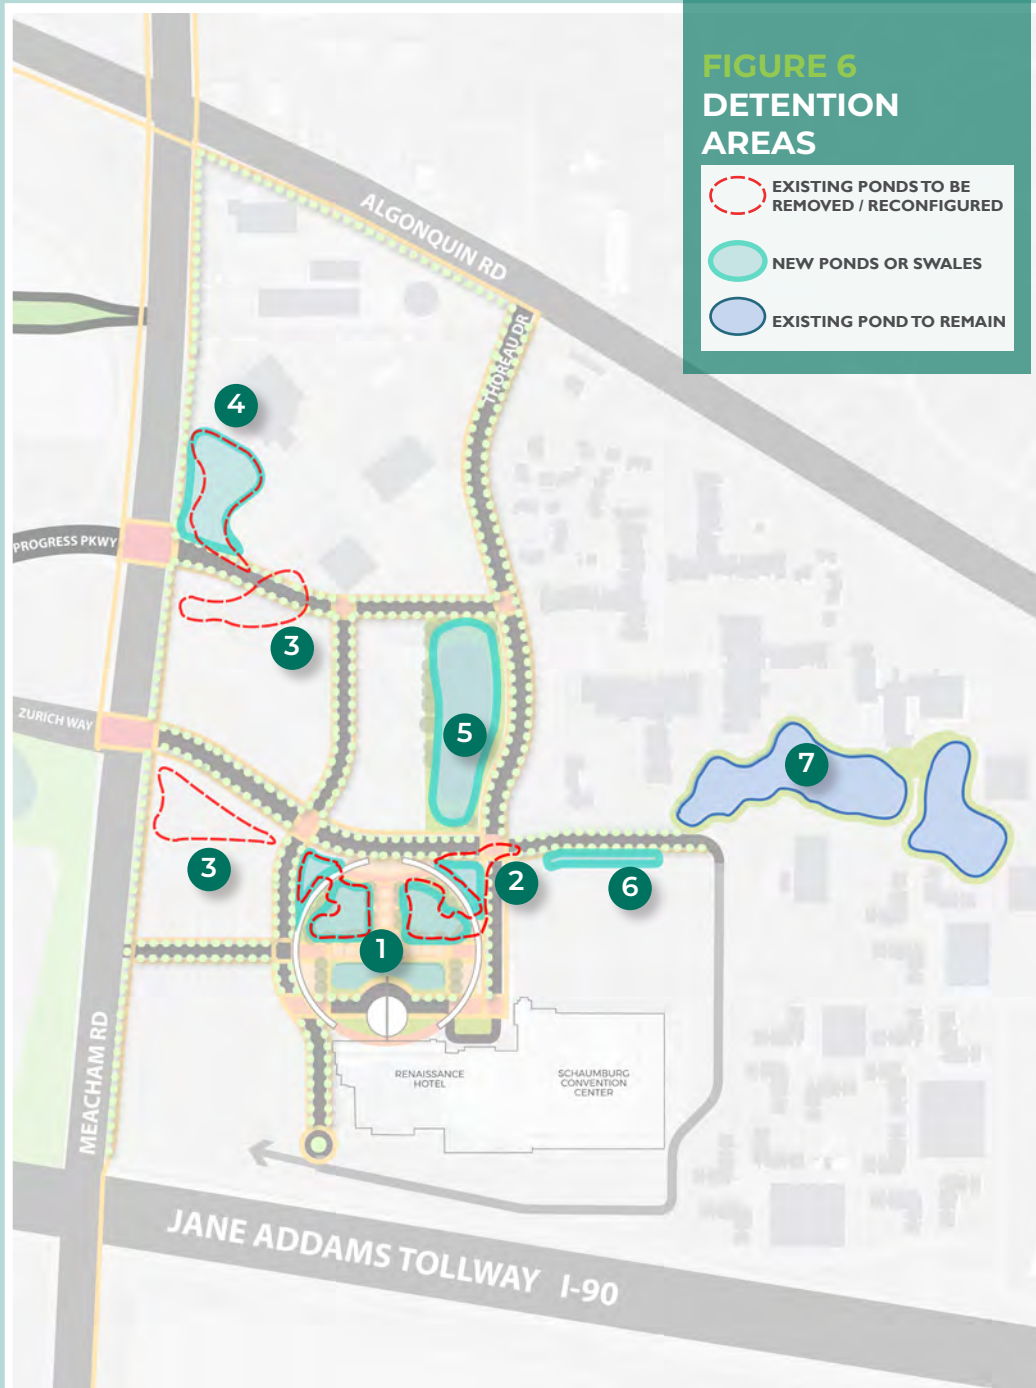 FIGURE 6
DETENTION
AREAS
EXISTING PONDS TO BE
REMOVED / RECONFIGURED
NEW PONDS OR SWALES
EXISTING POND TO REMAIN
ALGONQUIN RD
THOREAU DR
4
PROGRESS PKWY
3
ZURICH WAY
5
7
3
2
6
1
MEACHAM RD
RENAISSANCE
HOTEL
SCHAUMBURG
CONVENTION
CENTER
JANE ADDAMS TOLLWAY I-90